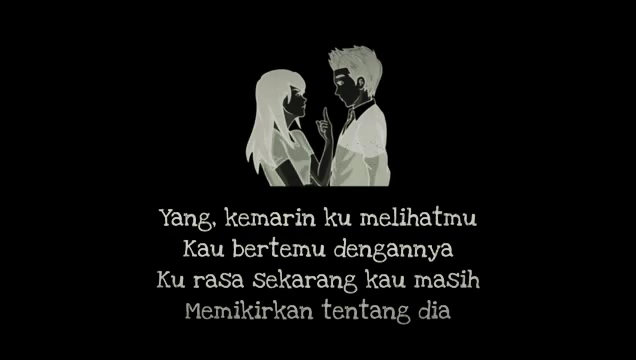 Yang, kemarin ku melihatmu
Kau bertemu dengannya
Ku rasa sekarang kau masih
Memikirkan tentang dia